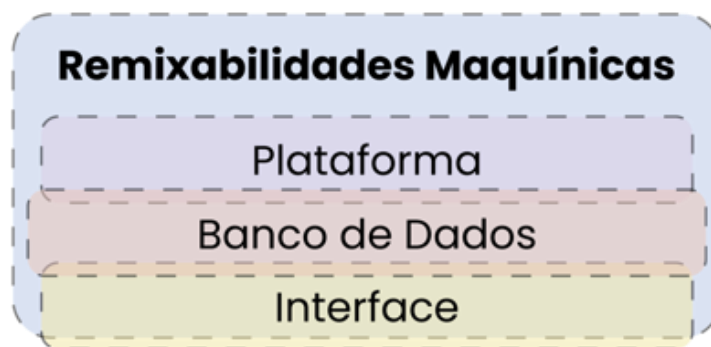 Remixabilidades Maquínicas
Plataforma
Banco de Dados
Interface